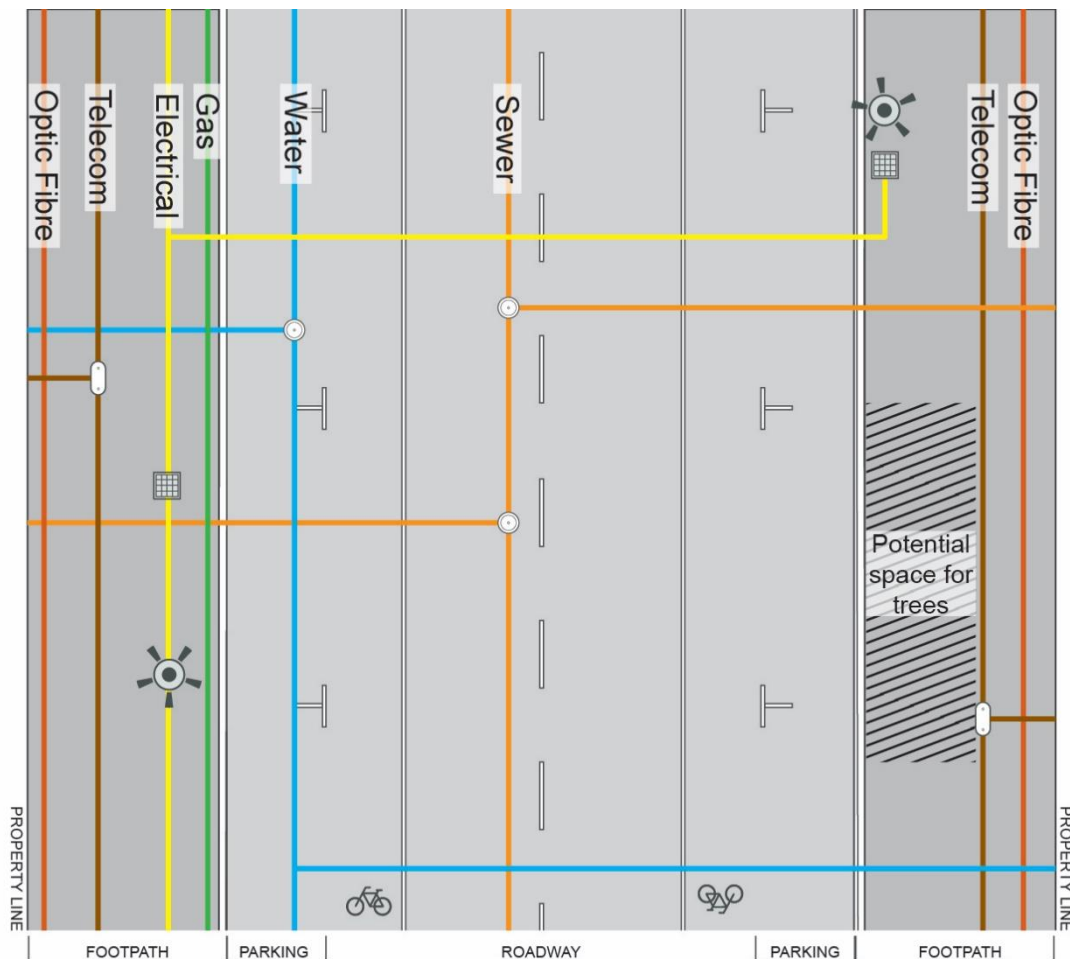 Optic Fibre
Telecom
Electrical
Gas
Water
Sewer
Telecom
Optic Fibre
Potential
space for
trees
PROPERTY LINE
PROPERTY LINE
FOOTPATH
PARKING
ROADWAY
PARKING
FOOTPATH